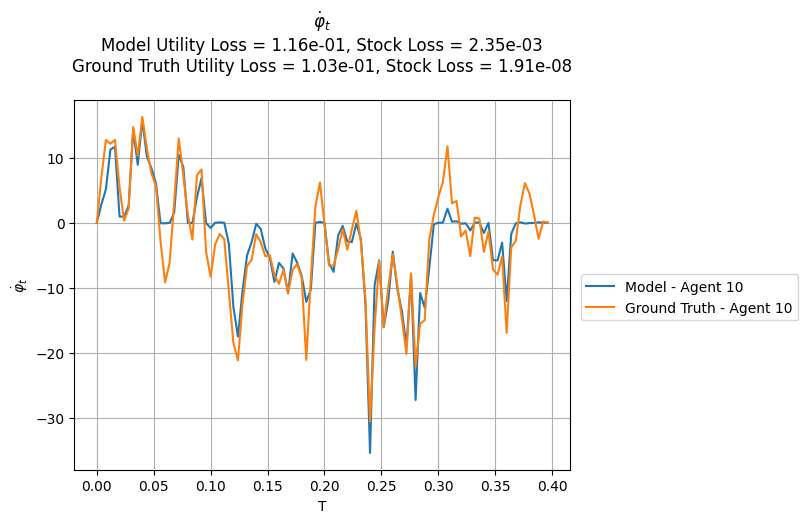 φ̇ₜ
Model Utility Loss = 1.16e-01, Stock Loss = 2.35e-03
Ground Truth Utility Loss = 1.03e-01, Stock Loss = 1.91e-08
φ̇ₜ
10
0
−10
−20
−30
0.00 0.05 0.10 0.15 0.20 0.25 0.30 0.35 0.40
T
Model - Agent 10
Ground Truth - Agent 10